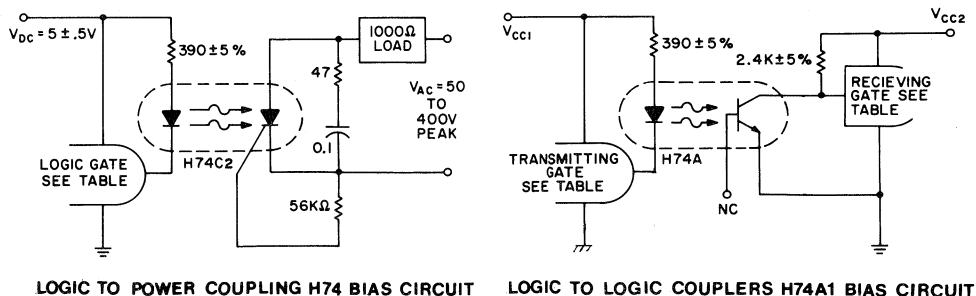 V_DC = 5 ± .5V
390 ± 5%
1000Ω
LOAD
47
V_AC = 50
TO
400V
PEAK
0.1
H74C2
LOGIC GATE
SEE TABLE
56KΩ
LOGIC TO POWER COUPLING H74 BIAS CIRCUIT
V_CC1
390 ± 5%
V_CC2
2.4K ± 5%
RECIEVING
GATE SEE
TABLE
H74A
TRANSMITTING
GATE
SEE TABLE
NC
LOGIC TO LOGIC COUPLERS H74A1 BIAS CIRCUIT